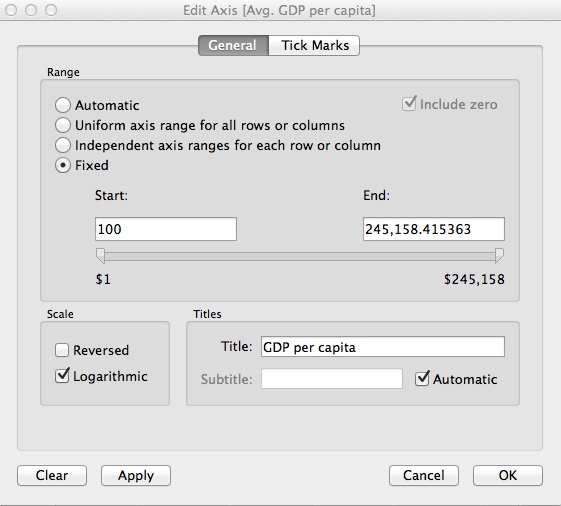 Edit Axis [Avg. GDP per capita]
General Tick Marks
Range
Automatic Include zero
Uniform axis range for all rows or columns
Independent axis ranges for each row or column
Fixed
Start: End:
100 245,158.415363
$1 $245,158
Scale Titles
Reversed Title: GDP per capita
Logarithmic Subtitle: Automatic
Clear Apply Cancel OK